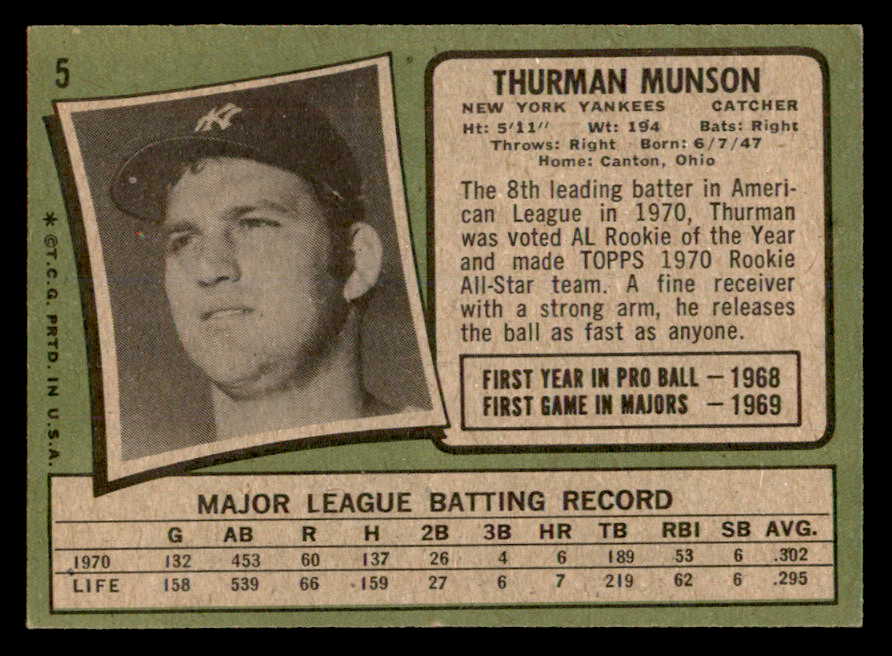 5
NY
THURMAN MUNSON
NEW YORK YANKEES CATCHER
Ht: 5'11" Wt: 194 Bats: Right
Throws: Right Born: 6/7/47
Home: Canton, Ohio
The 8th leading batter in Ameri-
can League in 1970, Thurman
was voted AL Rookie of the Year
and made TOPPS 1970 Rookie
All-Star team. A fine receiver
with a strong arm, he releases
the ball as fast as anyone.
FIRST YEAR IN PRO BALL – 1968
FIRST GAME IN MAJORS – 1969
* ©T.C.G. PRTD. IN U.S.A.
MAJOR LEAGUE BATTING RECORD
G AB R H 2B 3B HR TB RBI SB AVG.
1970 132 453 60 137 26 4 6 189 53 6 .302
LIFE 158 539 66 159 27 6 7 219 62 6 .295